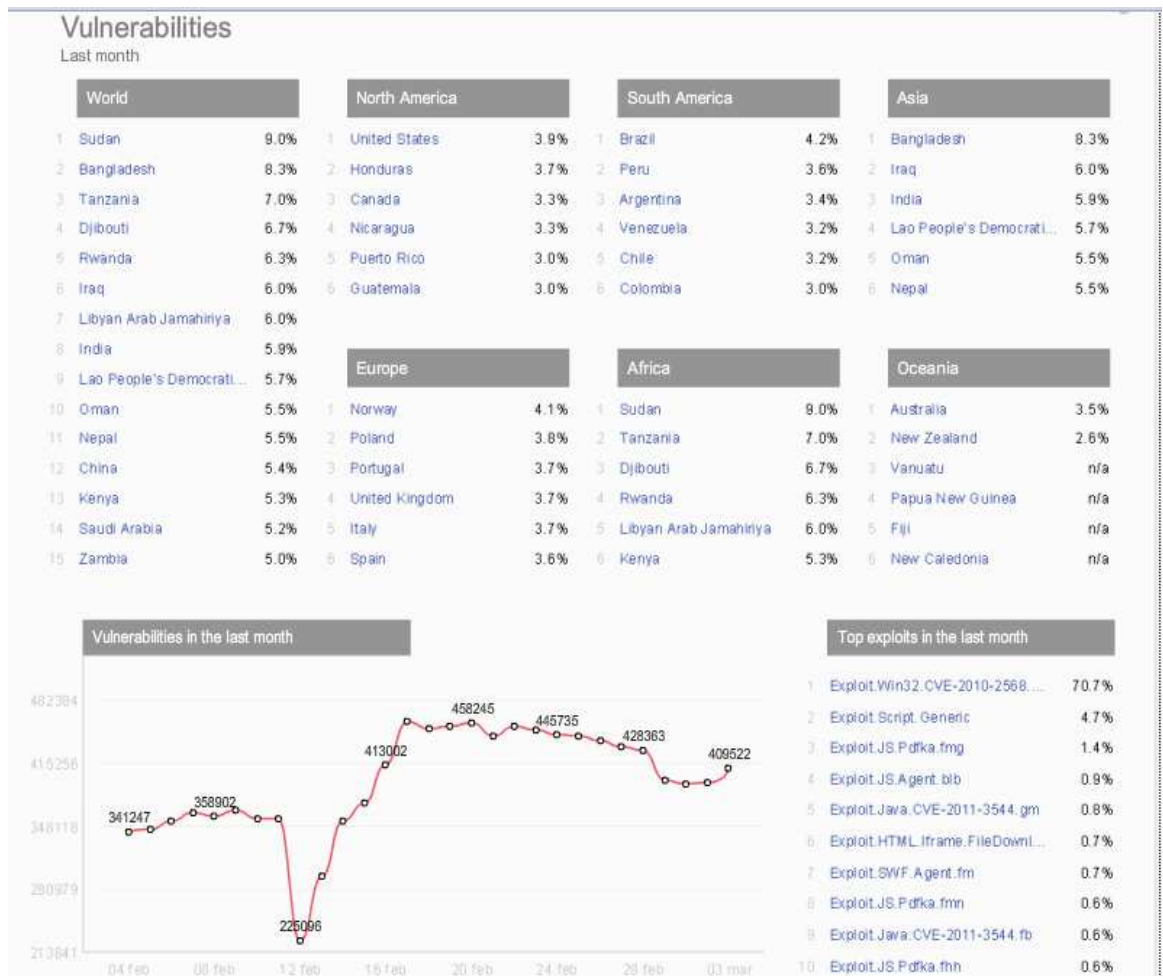 Vulnerabilities
Last month
World
1 Sudan 9.0%
2 Bangladesh 8.3%
3 Tanzania 7.0%
4 Djibouti 6.7%
5 Rwanda 6.3%
6 Iraq 6.0%
7 Libyan Arab Jamahiriya 6.0%
8 India 5.9%
9 Lao People's Democrati... 5.7%
10 Oman 5.5%
11 Nepal 5.5%
12 China 5.4%
13 Kenya 5.3%
14 Saudi Arabia 5.2%
15 Zambia 5.0%
North America
1 United States 3.9%
2 Honduras 3.7%
3 Canada 3.3%
4 Nicaragua 3.3%
5 Puerto Rico 3.0%
6 Guatemala 3.0%
South America
1 Brazil 4.2%
2 Peru 3.6%
3 Argentina 3.4%
4 Venezuela 3.2%
5 Chile 3.2%
6 Colombia 3.0%
Asia
1 Bangladesh 8.3%
2 Iraq 6.0%
3 India 5.9%
4 Lao People's Democrati... 5.7%
5 Oman 5.5%
6 Nepal 5.5%
Europe
1 Norway 4.1%
2 Poland 3.8%
3 Portugal 3.7%
4 United Kingdom 3.7%
5 Italy 3.7%
6 Spain 3.6%
Africa
1 Sudan 9.0%
2 Tanzania 7.0%
3 Djibouti 6.7%
4 Rwanda 6.3%
5 Libyan Arab Jamahiriya 6.0%
6 Kenya 5.3%
Oceania
1 Australia 3.5%
2 New Zealand 2.6%
3 Vanuatu n/a
4 Papua New Guinea n/a
5 Fiji n/a
6 New Caledonia n/a
Vulnerabilities in the last month
482384
415256
348118
280979
213841
341247
358902
225096
413002
458245
445735
428363
409522
04 feb 08 feb 12 feb 16 feb 20 feb 24 feb 28 feb 03 mar
Top exploits in the last month
1 Exploit.Win32.CVE-2010-2568.... 70.7%
2 Exploit.Script.Generic 4.7%
3 Exploit.JS.Pdfka.fmg 1.4%
4 Exploit.JS.Agent.blb 0.9%
5 Exploit.Java.CVE-2011-3544.gm 0.8%
6 Exploit.HTML.Iframe.FileDownl... 0.7%
7 Exploit.SWF.Agent.fm 0.7%
8 Exploit.JS.Pdfka.fmn 0.6%
9 Exploit.Java.CVE-2011-3544.fb 0.6%
10 Exploit.JS.Pdfka.fhh 0.6%